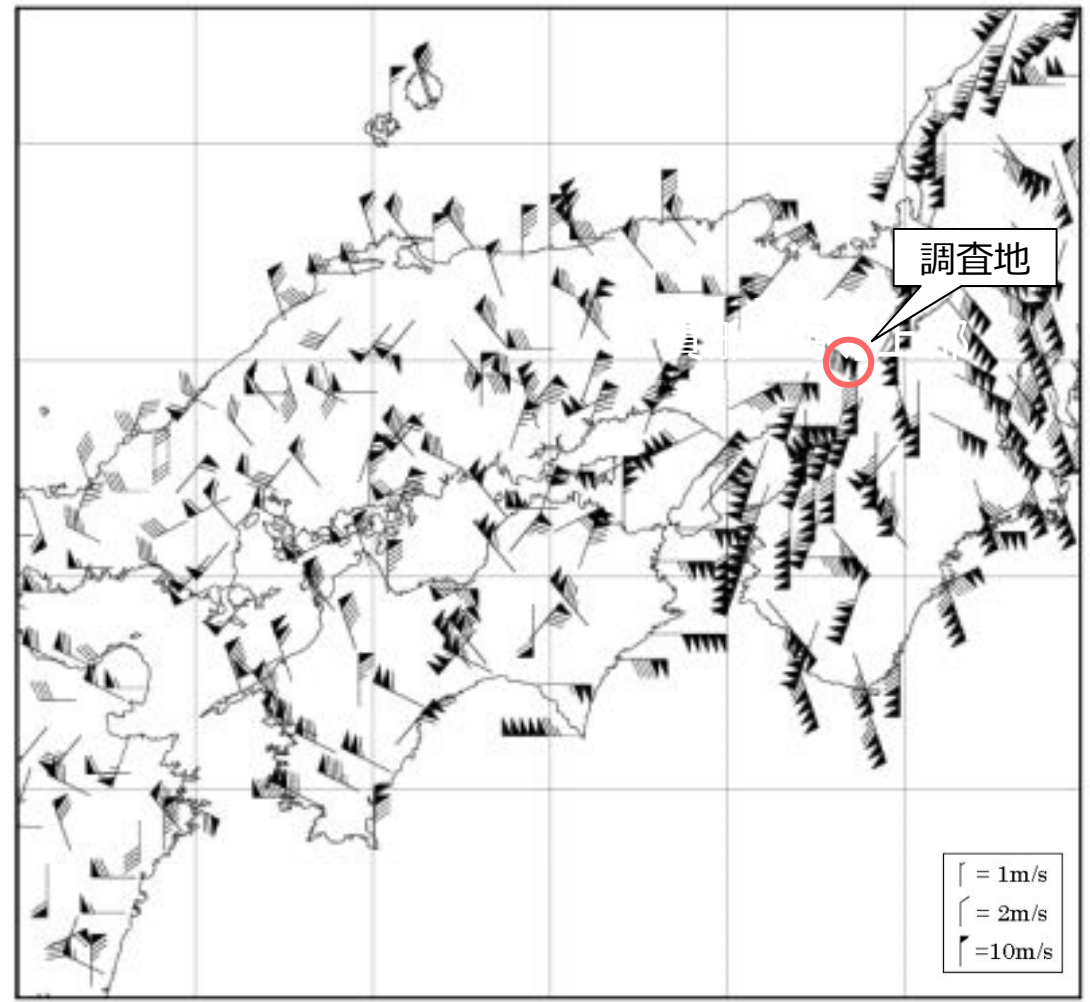 調査地
= 1m/s
= 2m/s
=10m/s